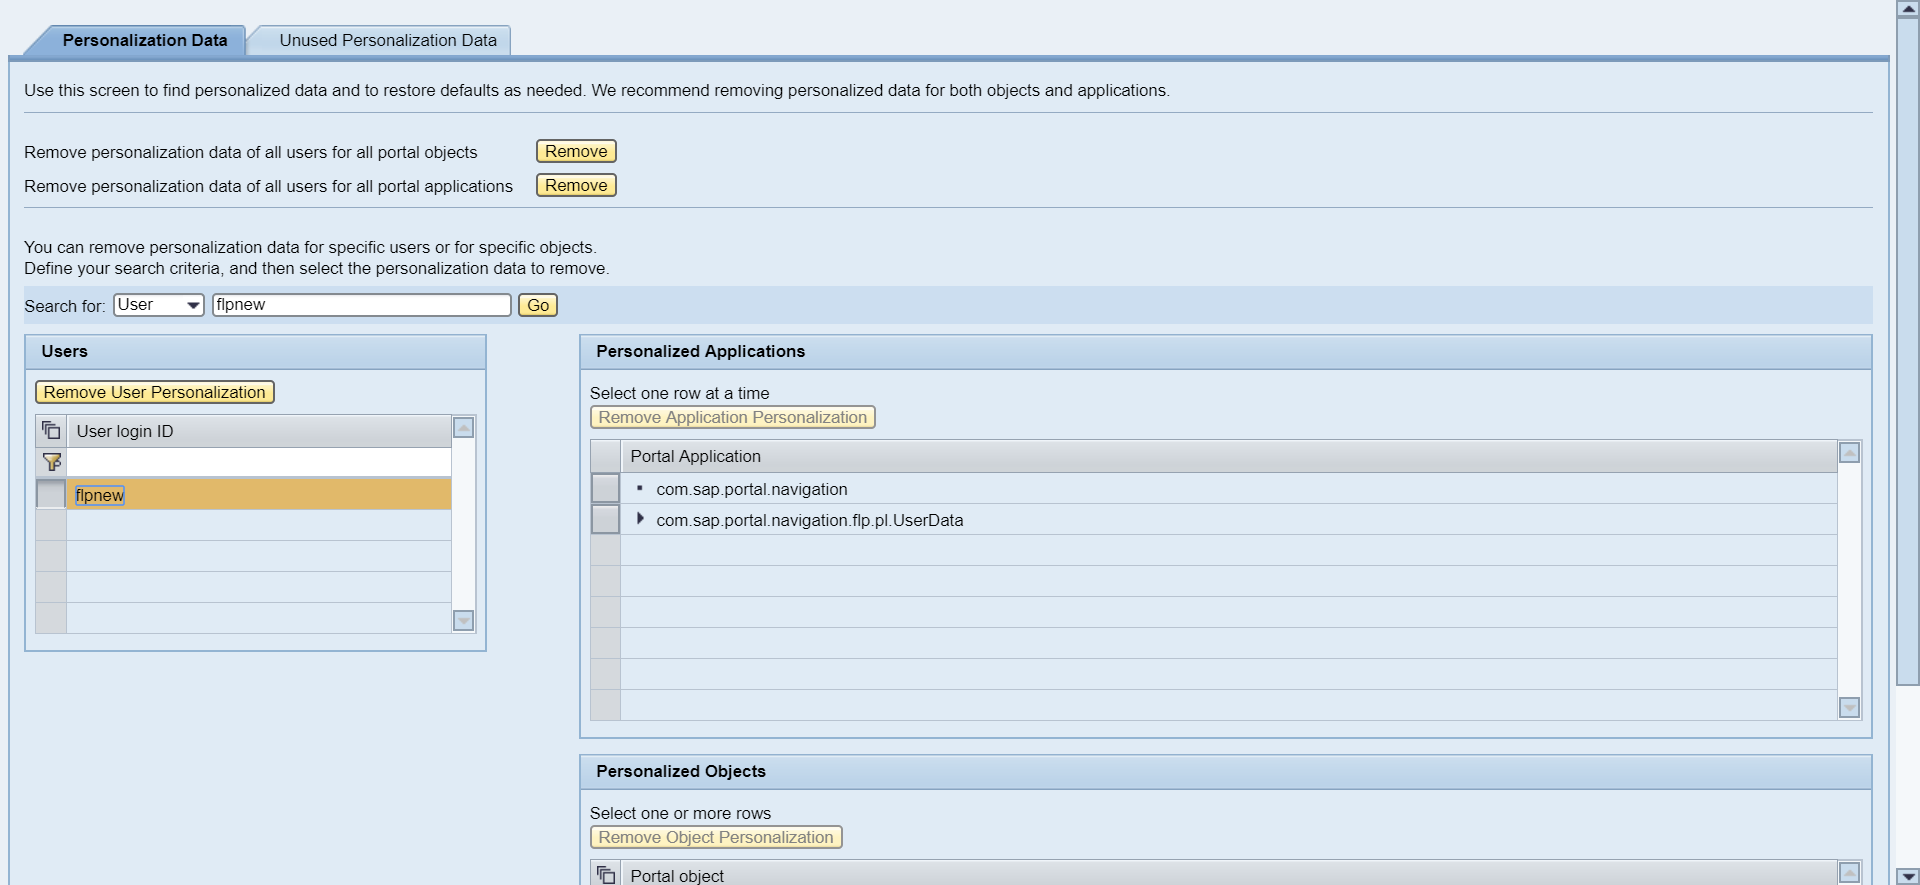 Personalization Data
Unused Personalization Data
Use this screen to find personalized data and to restore defaults as needed. We recommend removing personalized data for both objects and applications.
Remove personalization data of all users for all portal objects
Remove
Remove personalization data of all users for all portal applications
Remove
You can remove personalization data for specific users or for specific objects.
Define your search criteria, and then select the personalization data to remove.
Search for: User flpnew Go
Users
Remove User Personalization
User login ID
flpnew
Personalized Applications
Select one row at a time
Remove Application Personalization
Portal Application
com.sap.portal.navigation
com.sap.portal.navigation.flp.pl.UserData
Personalized Objects
Select one or more rows
Remove Object Personalization
Portal object